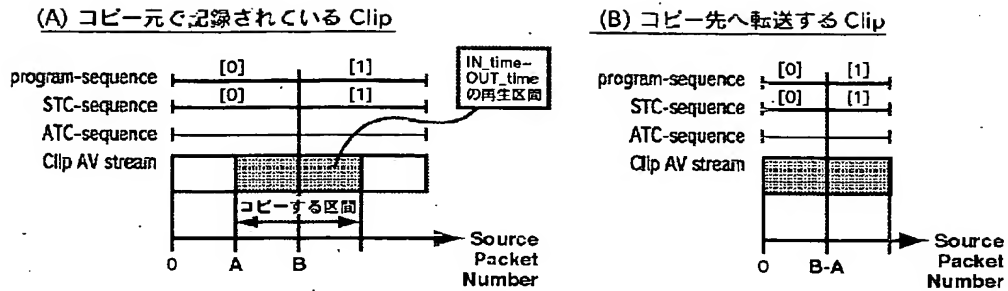 (A) コピー元で記録されている Clip
IN_time-
OUT_time
の再生区間
program-sequence [0] [1]
STC-sequence [0] [1]
ATC-sequence
Clip AV stream
コピーする区間
0 A B
Source
Packet
Number
(B) コピー先へ転送する Clip
program-sequence [0] [1]
STC-sequence [0] [1]
ATC-sequence
Clip AV stream
0 B-A
Source
Packet
Number